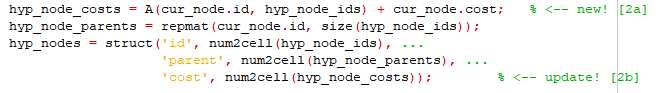 hyp_node_costs = A(cur_node.id, hyp_node_ids) + cur_node.cost;   % <-- new! [2a]
hyp_node_parents = repmat(cur_node.id, size(hyp_node_ids));
hyp_nodes = struct('id', num2cell(hyp_node_ids), ...
                   'parent', num2cell(hyp_node_parents), ...
                   'cost', num2cell(hyp_node_costs));        % <-- update! [2b]